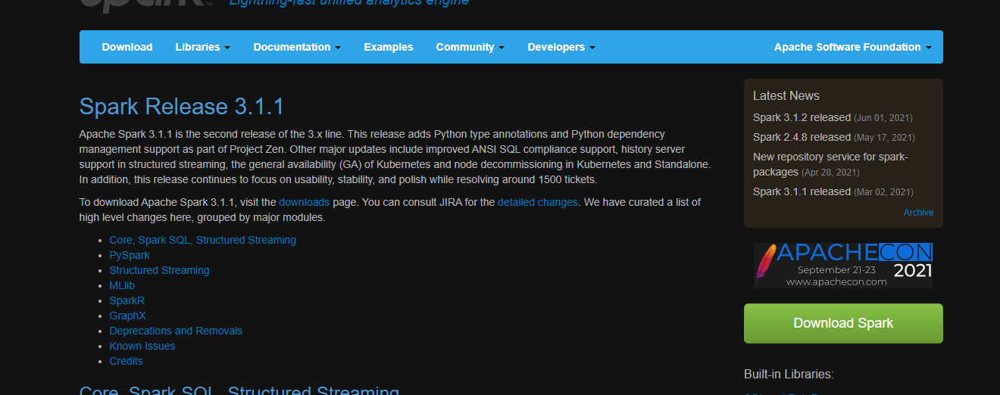 Spark™ Lightning-fast unified analytics engine
Download Libraries Documentation Examples Community Developers Apache Software Foundation
Spark Release 3.1.1
Apache Spark 3.1.1 is the second release of the 3.x line. This release adds Python type annotations and Python dependency
management support as part of Project Zen. Other major updates include improved ANSI SQL compliance support, history server
support in structured streaming, the general availability (GA) of Kubernetes and node decommissioning in Kubernetes and Standalone.
In addition, this release continues to focus on usability, stability, and polish while resolving around 1500 tickets.
To download Apache Spark 3.1.1, visit the downloads page. You can consult JIRA for the detailed changes. We have curated a list of
high level changes here, grouped by major modules.
Core, Spark SQL, Structured Streaming
PySpark
Structured Streaming
MLlib
SparkR
GraphX
Deprecations and Removals
Known Issues
Credits
Core, Spark SQL, Structured Streaming
Latest News
Spark 3.1.2 released (Jun 01, 2021)
Spark 2.4.8 released (May 17, 2021)
New repository service for spark-
packages (Apr 28, 2021)
Spark 3.1.1 released (Mar 02, 2021)
Archive
APACHECON
September 21-23 2021
www.apachecon.com
Download Spark
Built-in Libraries: